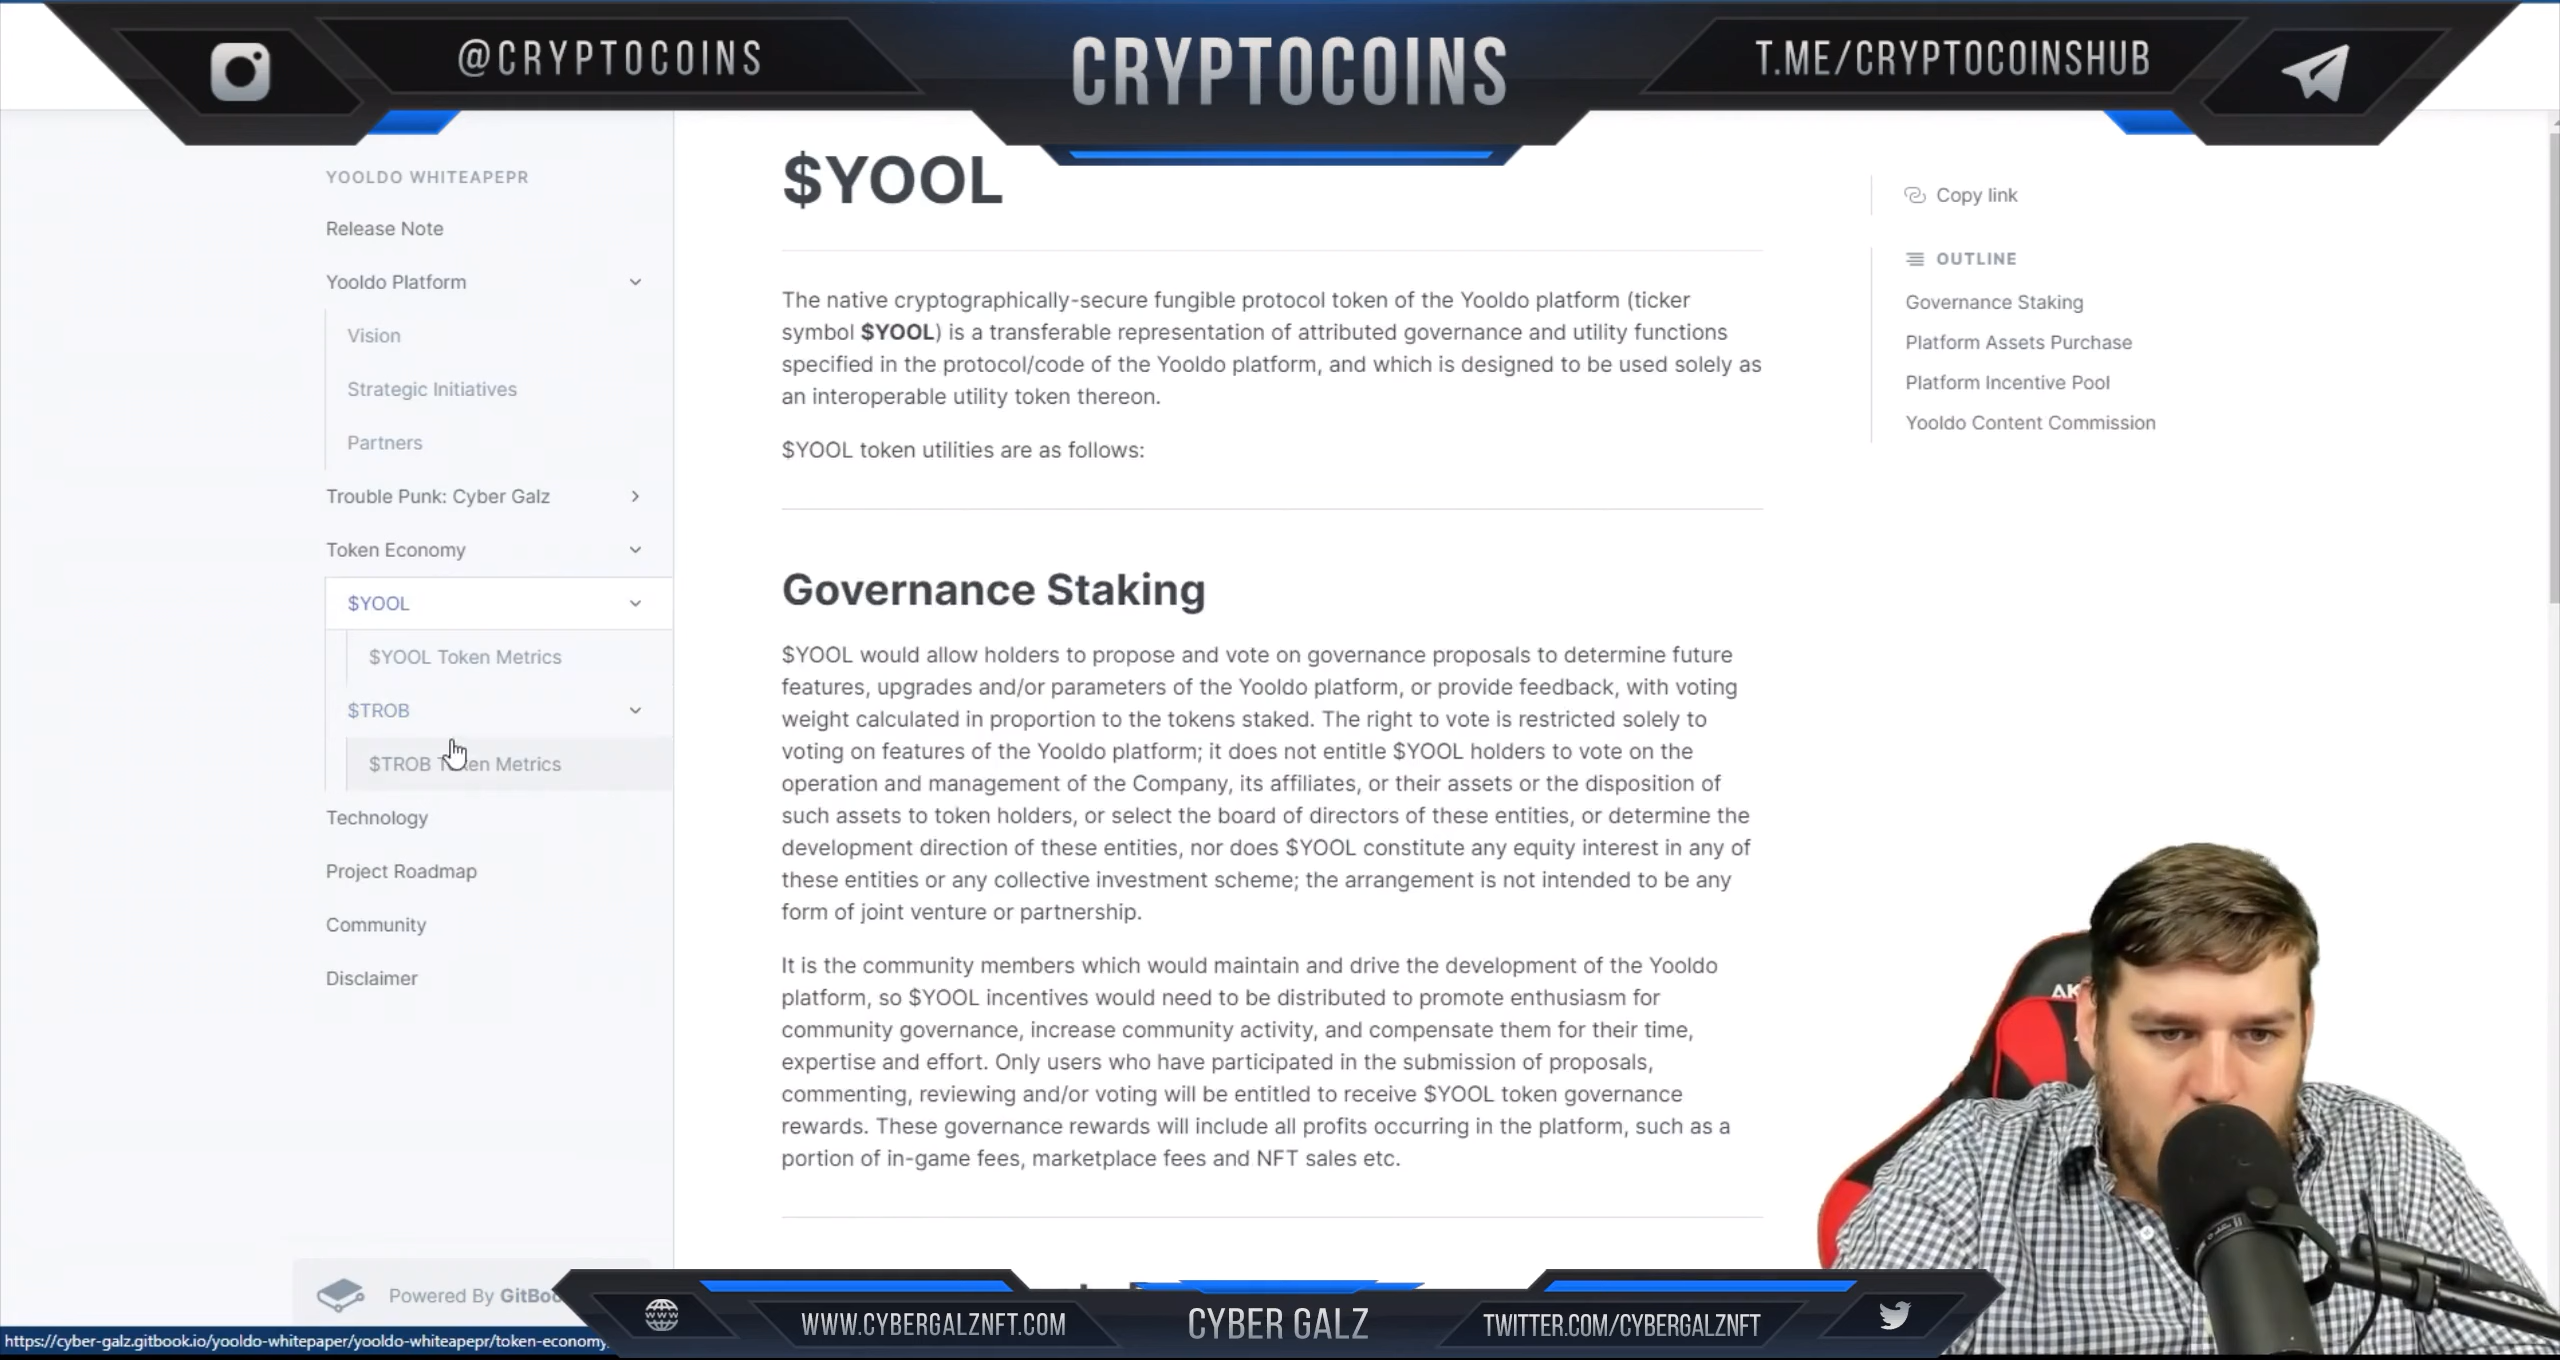 @CRYPTOCOINS
CRYPTOCOINS
T.ME/CRYPTOCOINSHUB
YOOLDO WHITEAPEPR
Release Note
Yooldo Platform
Vision
Strategic Initiatives
Partners
Trouble Punk: Cyber Galz
Token Economy
$YOOL
$YOOL Token Metrics
$TROB
$TROB Token Metrics
Technology
Project Roadmap
Community
Disclaimer
Powered By GitBoo
https://cyber-galz.gitbook.io/yooldo-whitepaper/yooldo-whiteapepr/token-economy
$YOOL
The native cryptographically-secure fungible protocol token of the Yooldo platform (ticker
symbol $YOOL) is a transferable representation of attributed governance and utility functions
specified in the protocol/code of the Yooldo platform, and which is designed to be used solely as
an interoperable utility token thereon.
$YOOL token utilities are as follows:
Governance Staking
$YOOL would allow holders to propose and vote on governance proposals to determine future
features, upgrades and/or parameters of the Yooldo platform, or provide feedback, with voting
weight calculated in proportion to the tokens staked. The right to vote is restricted solely to
voting on features of the Yooldo platform; it does not entitle $YOOL holders to vote on the
operation and management of the Company, its affiliates, or their assets or the disposition of
such assets to token holders, or select the board of directors of these entities, or determine the
development direction of these entities, nor does $YOOL constitute any equity interest in any of
these entities or any collective investment scheme; the arrangement is not intended to be any
form of joint venture or partnership.
It is the community members which would maintain and drive the development of the Yooldo
platform, so $YOOL incentives would need to be distributed to promote enthusiasm for
community governance, increase community activity, and compensate them for their time,
expertise and effort. Only users who have participated in the submission of proposals,
commenting, reviewing and/or voting will be entitled to receive $YOOL token governance
rewards. These governance rewards will include all profits occurring in the platform, such as a
portion of in-game fees, marketplace fees and NFT sales etc.
Copy link
OUTLINE
Governance Staking
Platform Assets Purchase
Platform Incentive Pool
Yooldo Content Commission
AK
WWW.CYBERGALZNFT.COM
CYBER GALZ
TWITTER.COM/CYBERGALZNFT